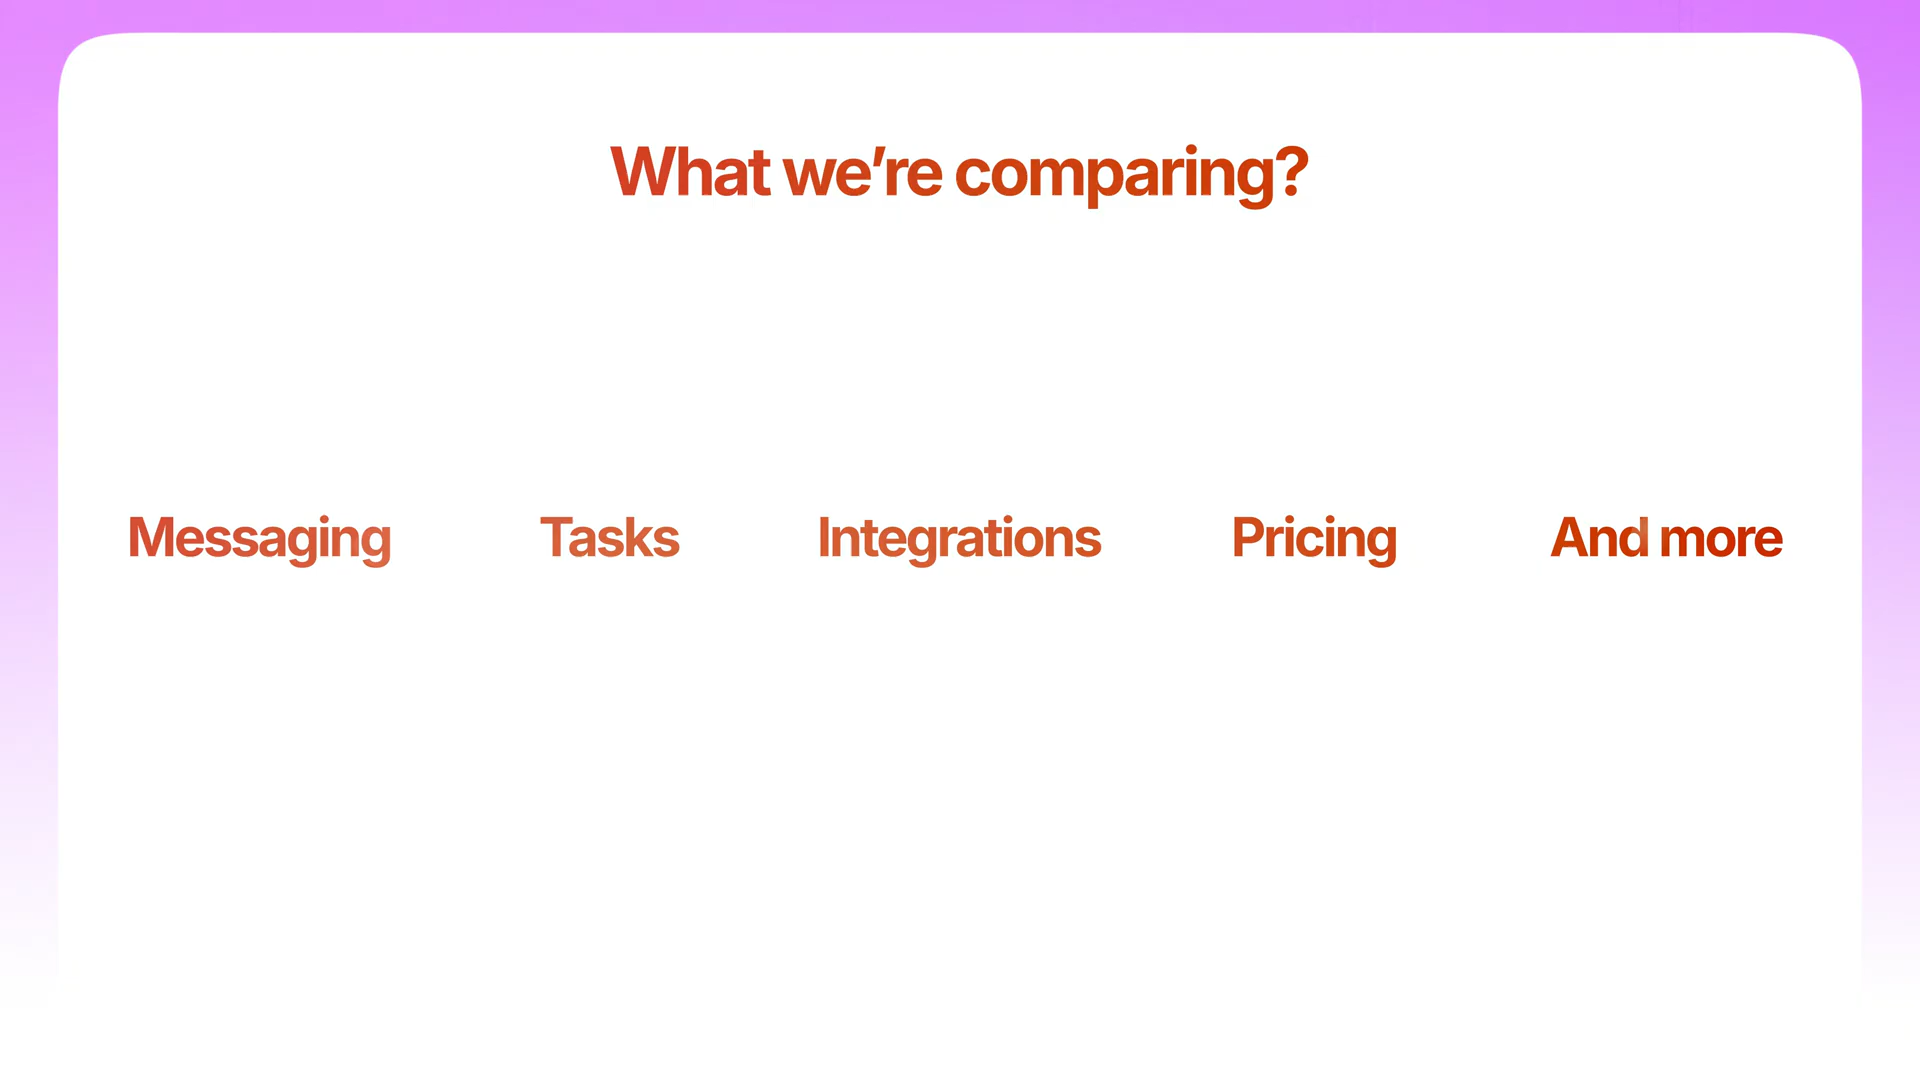 What we’re comparing?
Messaging Tasks Integrations Pricing And more